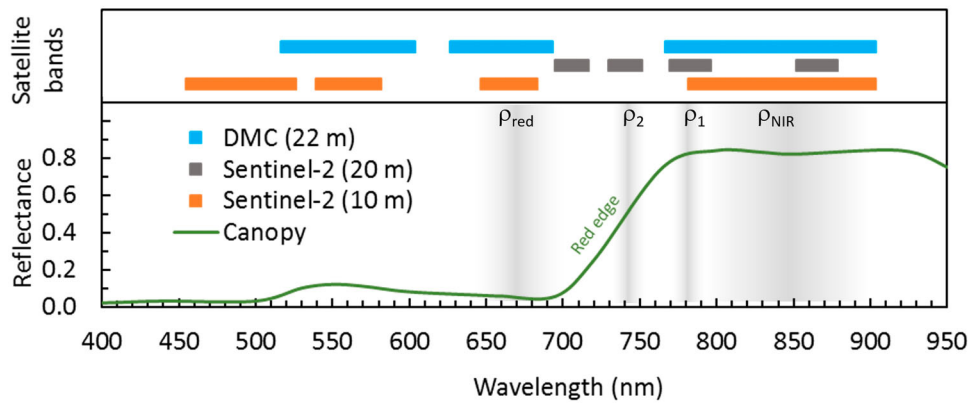 Satellite
bands
ρred ρ2 ρ1 ρNIR
DMC (22 m)
Sentinel-2 (20 m)
Sentinel-2 (10 m)
Canopy
Red edge
Reflectance
0.8
0.6
0.4
0.2
0.0
400 450 500 550 600 650 700 750 800 850 900 950
Wavelength (nm)